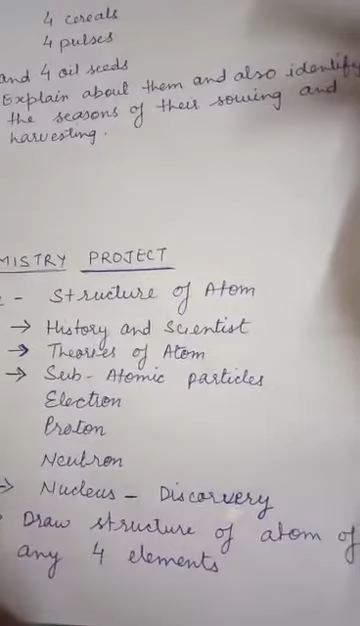 4 cereals
4 pulses
and 4 oil seeds
Explain about them and also identify
the seasons of their sowing and
harvesting.
MISTRY PROJECT
- Structure of Atom
→ History and Scientist
→ Theories of Atom
→ Sub-Atomic particles
Electron
Proton
Neutron
→ Nucleus - Discorvery
Draw structure of atom of
any 4 elements